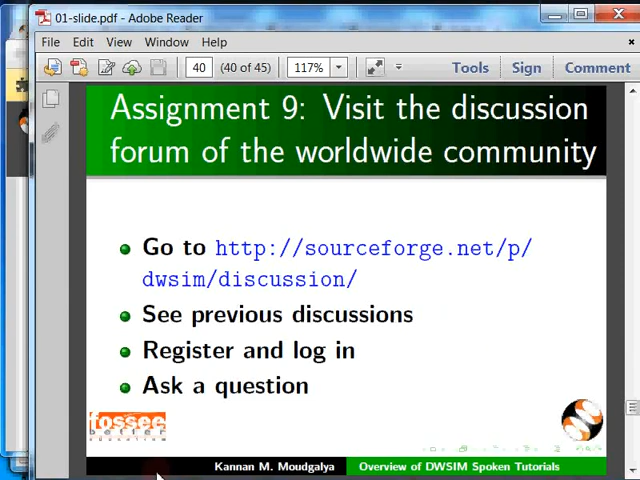 01-slide.pdf - Adobe Reader
File Edit View Window Help
40 (40 of 45) 117% Tools Sign Comment
Assignment 9: Visit the discussion
forum of the worldwide community
Go to http://sourceforge.net/p/
dwsim/discussion/
See previous discussions
Register and log in
Ask a question
fossee
Kannan M. Moudgalya Overview of DWSIM Spoken Tutorials